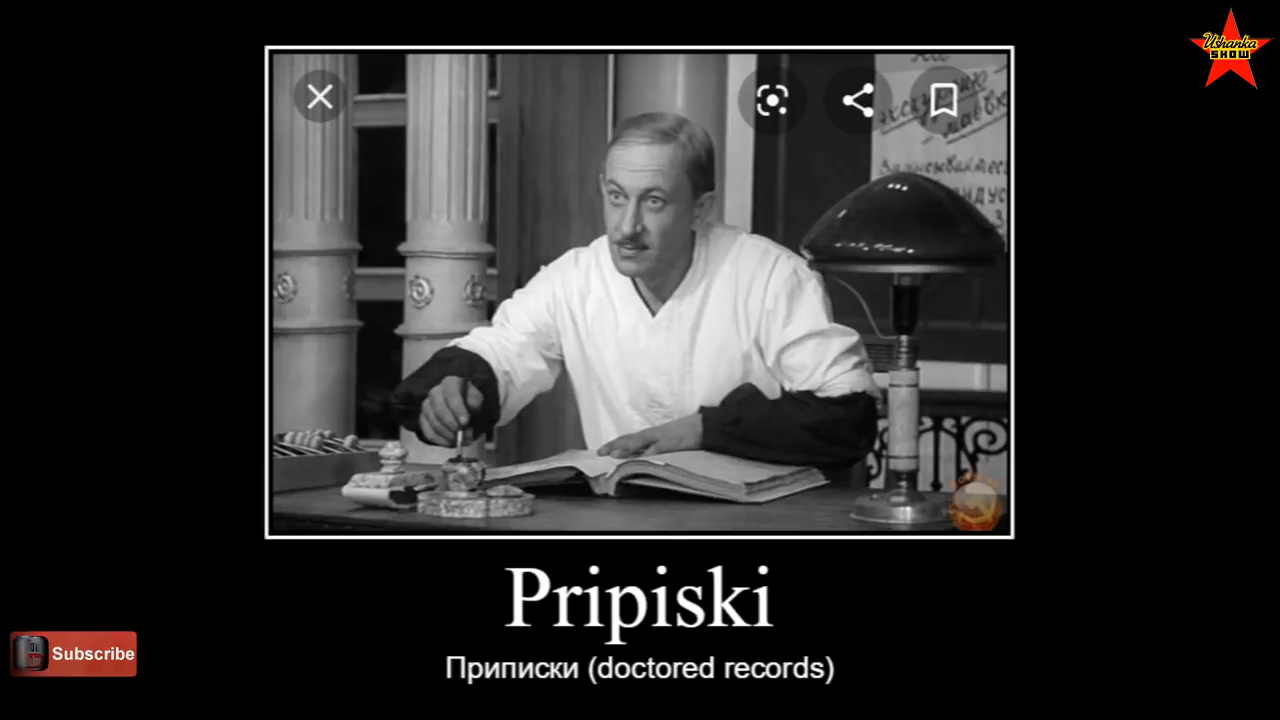 Ushanka
SHOW
Pripiski
Приписки (doctored records)
Subscribe